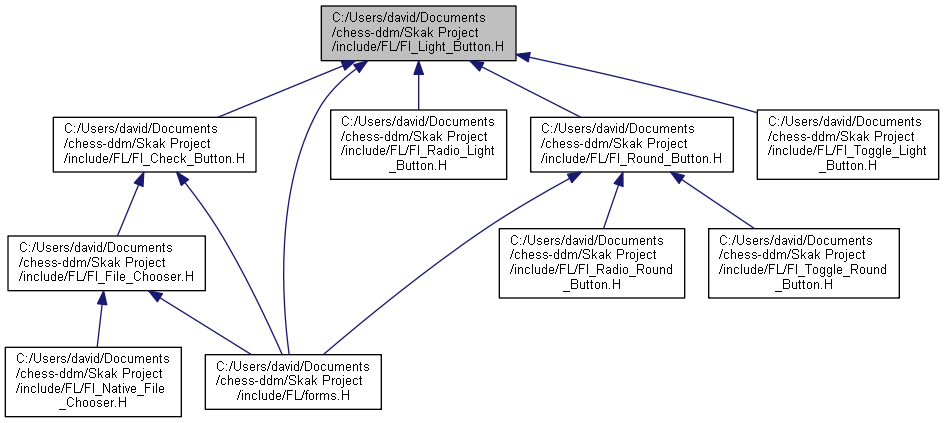 C:/Users/david/Documents
/chess-ddm/Skak Project
/include/FL/Fl_Light_Button.H
C:/Users/david/Documents
/chess-ddm/Skak Project
/include/FL/Fl_Check_Button.H
C:/Users/david/Documents
/chess-ddm/Skak Project
/include/FL/Fl_Radio_Light
_Button.H
C:/Users/david/Documents
/chess-ddm/Skak Project
/include/FL/Fl_Round_Button.H
C:/Users/david/Documents
/chess-ddm/Skak Project
/include/FL/Fl_Toggle_Light
_Button.H
C:/Users/david/Documents
/chess-ddm/Skak Project
/include/FL/Fl_File_Chooser.H
C:/Users/david/Documents
/chess-ddm/Skak Project
/include/FL/Fl_Radio_Round
_Button.H
C:/Users/david/Documents
/chess-ddm/Skak Project
/include/FL/Fl_Toggle_Round
_Button.H
C:/Users/david/Documents
/chess-ddm/Skak Project
/include/FL/Fl_Native_File
_Chooser.H
C:/Users/david/Documents
/chess-ddm/Skak Project
/include/FL/forms.H